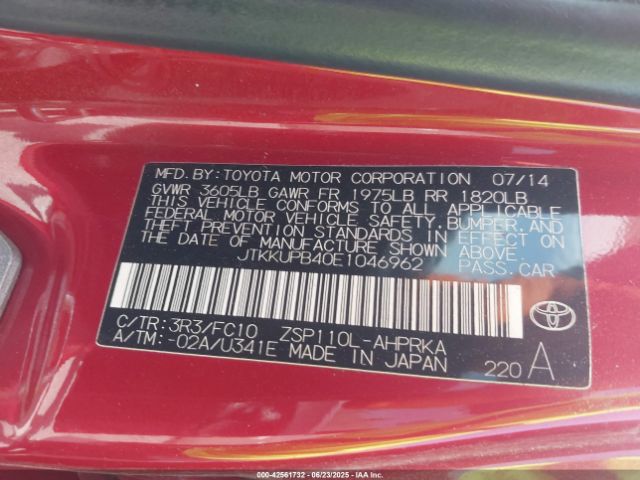 MFD.BY:TOYOTA MOTOR CORPORATION 07/14
GVWR 3605LB GAWR FR 1975LB RR 1820LB
THIS VEHICLE CONFORMS TO ALL APPLICABLE
FEDERAL MOTOR VEHICLE SAFETY,BUMPER,AND
THEFT PREVENTION STANDARDS IN EFFECT ON
THE DATE OF MANUFACTURE SHOWN ABOVE.
JTKKUPB40E1046962 PASS.CAR
C/TR:3R3/FC10 ZSP110L-AHPRKA
A/TM:-02A/U341E MADE IN JAPAN 220 A
000-42561732 - 06/23/2025 - IAAI, Inc.